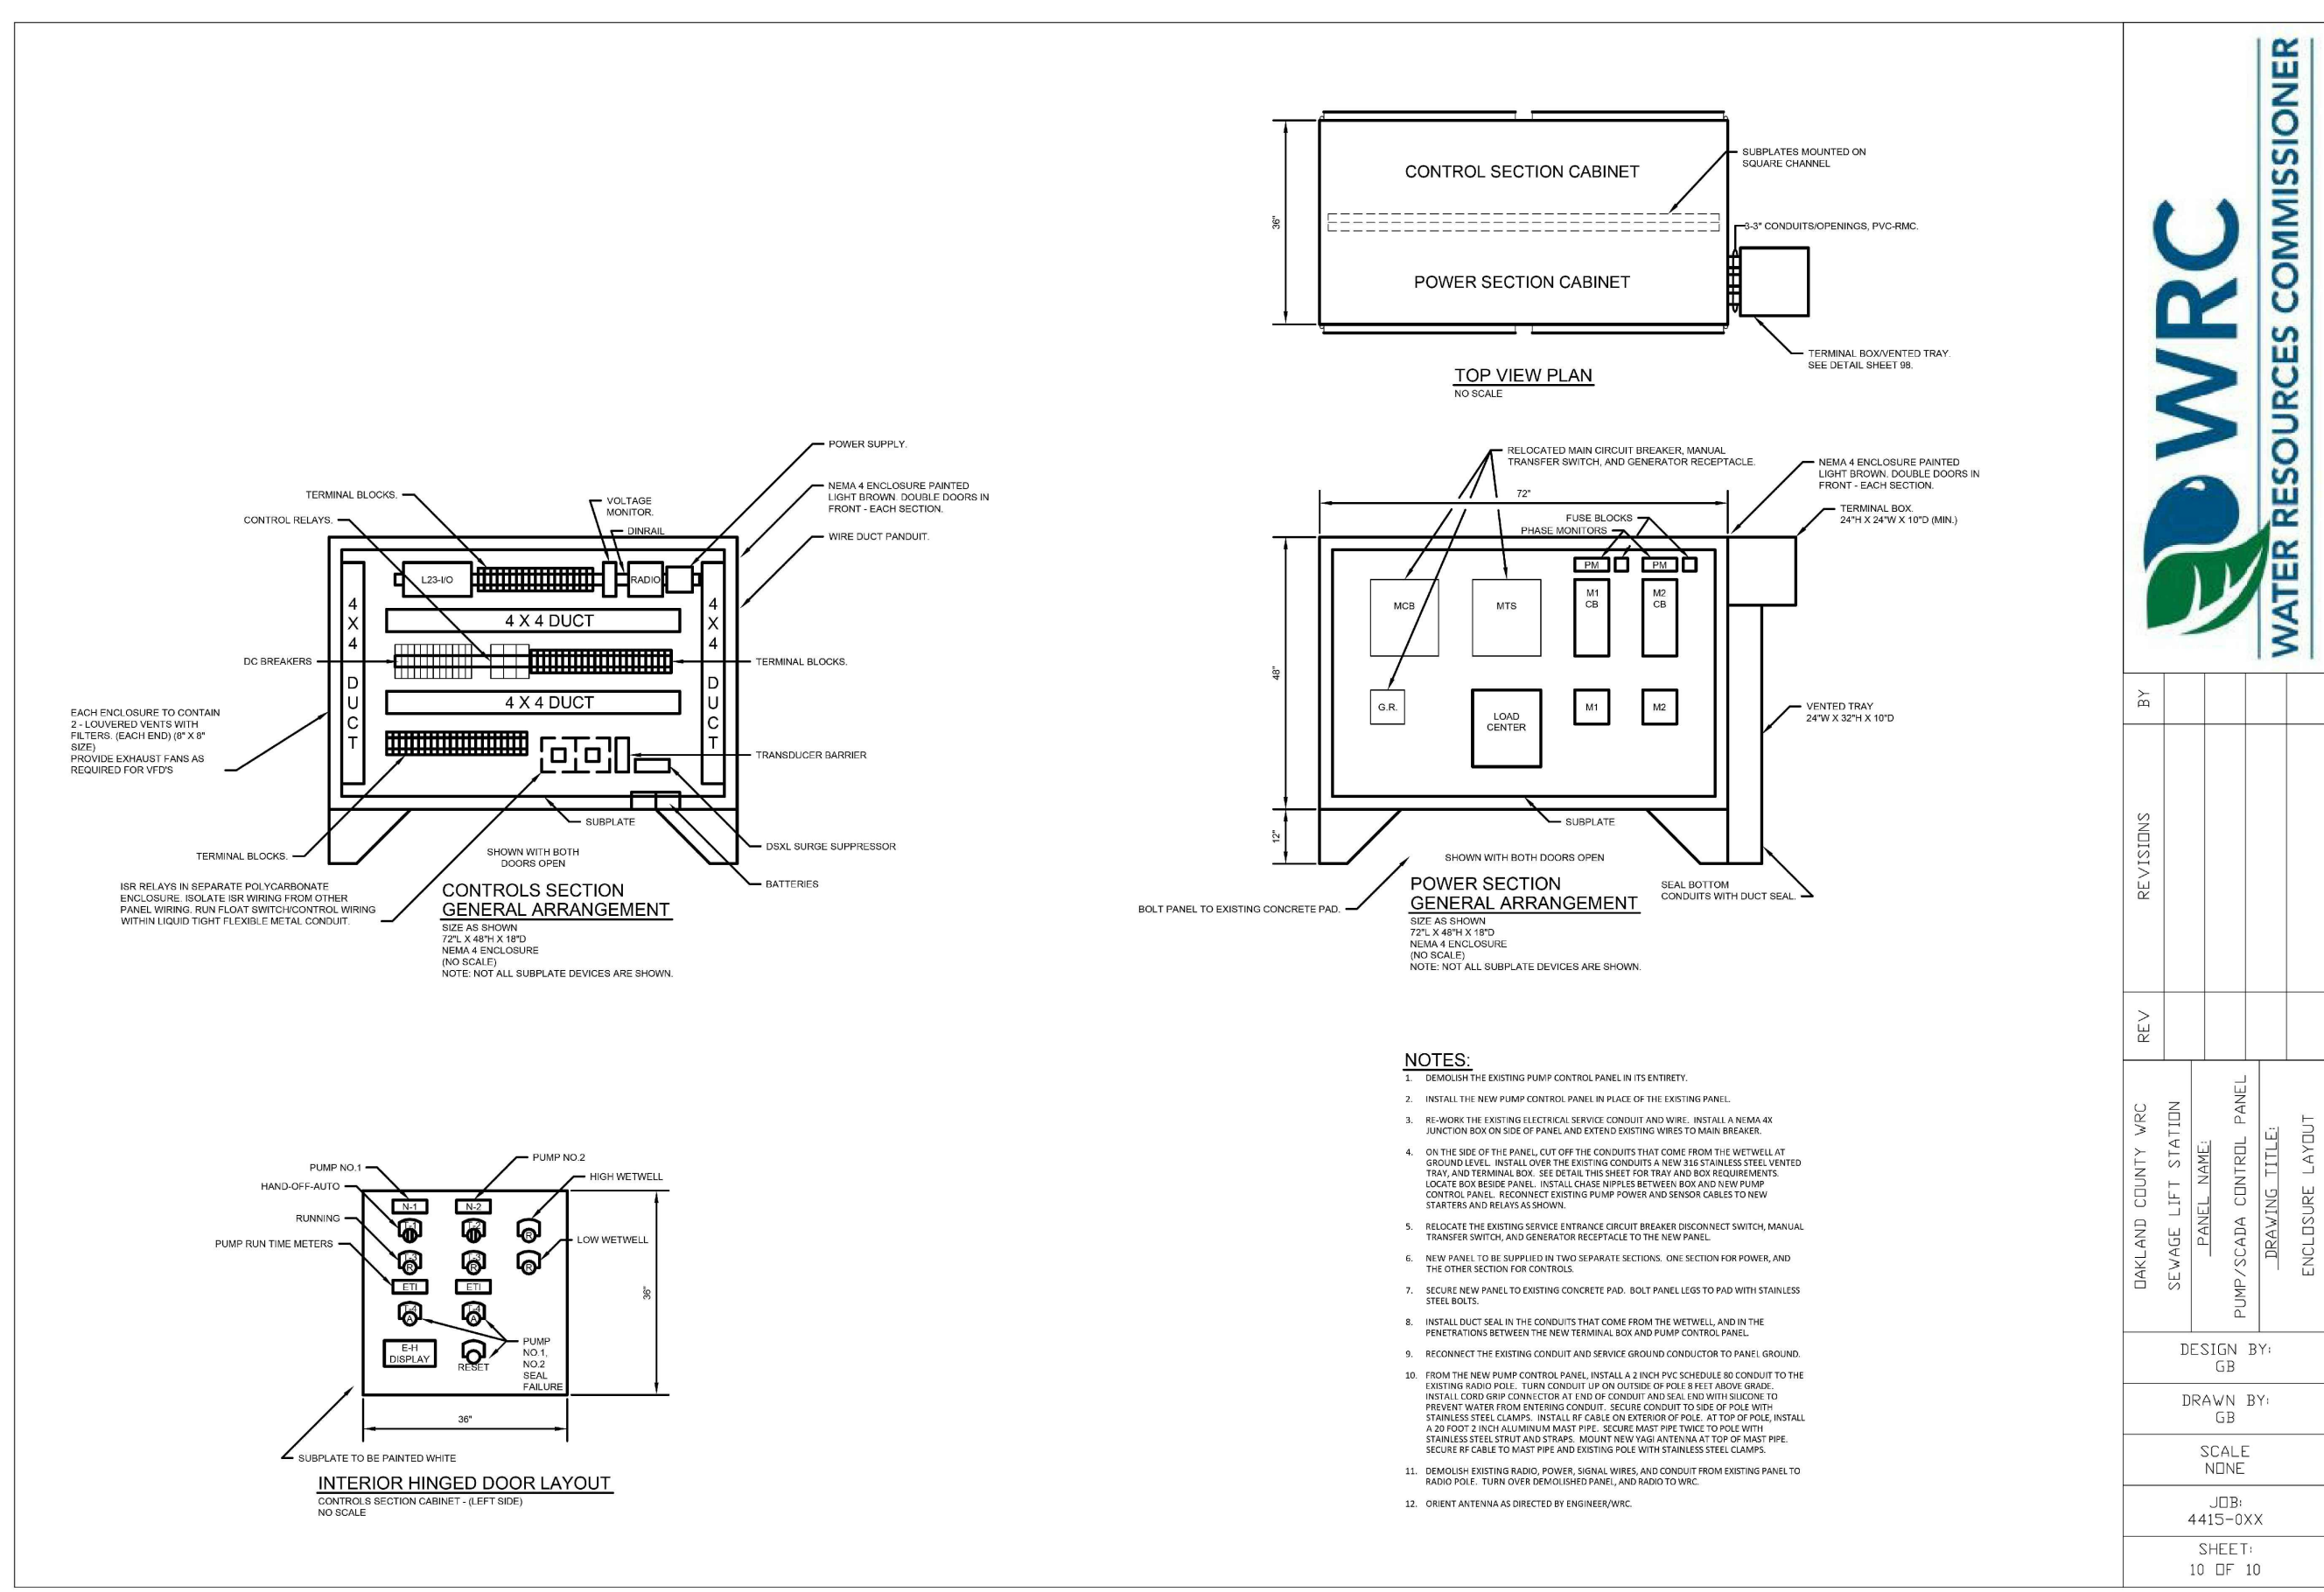 CONTROL SECTION CABINET
POWER SECTION CABINET
36"
SUBPLATES MOUNTED ON
SQUARE CHANNEL
3-3" CONDUITS/OPENINGS, PVC-RMC.
TERMINAL BOX/VENTED TRAY.
SEE DETAIL SHEET 98.
TOP VIEW PLAN
NO SCALE
POWER SUPPLY.
NEMA 4 ENCLOSURE PAINTED
LIGHT BROWN. DOUBLE DOORS IN
FRONT - EACH SECTION.
WIRE DUCT PANDUIT.
TERMINAL BLOCKS.
CONTROL RELAYS.
VOLTAGE
MONITOR.
DINRAIL
L23-I/O
RADIO
4 X 4 DUCT
4 X 4 DUCT
4 X 4 DUCT
4 X 4 DUCT
DC BREAKERS
TERMINAL BLOCKS.
EACH ENCLOSURE TO CONTAIN
2 - LOUVERED VENTS WITH
FILTERS. (EACH END) (8" X 8"
SIZE)
PROVIDE EXHAUST FANS AS
REQUIRED FOR VFD'S
TRANSDUCER BARRIER
SUBPLATE
TERMINAL BLOCKS.
SHOWN WITH BOTH
DOORS OPEN
DSXL SURGE SUPPRESSOR
BATTERIES
ISR RELAYS IN SEPARATE POLYCARBONATE
ENCLOSURE. ISOLATE ISR WIRING FROM OTHER
PANEL WIRING. RUN FLOAT SWITCH/CONTROL WIRING
WITHIN LIQUID TIGHT FLEXIBLE METAL CONDUIT.
CONTROLS SECTION
GENERAL ARRANGEMENT
SIZE AS SHOWN
72"L X 48"H X 18"D
NEMA 4 ENCLOSURE
(NO SCALE)
NOTE: NOT ALL SUBPLATE DEVICES ARE SHOWN.
RELOCATED MAIN CIRCUIT BREAKER, MANUAL
TRANSFER SWITCH, AND GENERATOR RECEPTACLE.
72"
FUSE BLOCKS
PHASE MONITORS
NEMA 4 ENCLOSURE PAINTED
LIGHT BROWN. DOUBLE DOORS IN
FRONT - EACH SECTION.
TERMINAL BOX.
24"H X 24"W X 10"D (MIN.)
PM
PM
MCB
MTS
M1
CB
M2
CB
48"
G.R.
LOAD
CENTER
M1
M2
VENTED TRAY
24"W X 32"H X 10"D
12"
SUBPLATE
SHOWN WITH BOTH DOORS OPEN
BOLT PANEL TO EXISTING CONCRETE PAD.
SEAL BOTTOM
CONDUITS WITH DUCT SEAL.
POWER SECTION
GENERAL ARRANGEMENT
SIZE AS SHOWN
72"L X 48"H X 18"D
NEMA 4 ENCLOSURE
(NO SCALE)
NOTE: NOT ALL SUBPLATE DEVICES ARE SHOWN.
PUMP NO.1
PUMP NO.2
HAND-OFF-AUTO
HIGH WETWELL
RUNNING
LOW WETWELL
PUMP RUN TIME METERS
N-1
N-2
R
R
R
R
ETI
ETI
A
A
E-H
DISPLAY
RESET
PUMP
NO.1,
NO.2
SEAL
FAILURE
36"
36"
SUBPLATE TO BE PAINTED WHITE
INTERIOR HINGED DOOR LAYOUT
CONTROLS SECTION CABINET - (LEFT SIDE)
NO SCALE
NOTES:
1. DEMOLISH THE EXISTING PUMP CONTROL PANEL IN ITS ENTIRETY.
2. INSTALL THE NEW PUMP CONTROL PANEL IN PLACE OF THE EXISTING PANEL.
3. RE-WORK THE EXISTING ELECTRICAL SERVICE CONDUIT AND WIRE. INSTALL A NEMA 4X
JUNCTION BOX ON SIDE OF PANEL AND EXTEND EXISTING WIRES TO MAIN BREAKER.
4. ON THE SIDE OF THE PANEL, CUT OFF THE CONDUITS THAT COME FROM THE WETWELL AT
GROUND LEVEL. INSTALL OVER THE EXISTING CONDUITS A NEW 316 STAINLESS STEEL VENTED
TRAY, AND TERMINAL BOX. SEE DETAIL THIS SHEET FOR TRAY AND BOX REQUIREMENTS.
LOCATE BOX BESIDE PANEL. INSTALL CHASE NIPPLES BETWEEN BOX AND NEW PUMP
CONTROL PANEL. RECONNECT EXISTING PUMP POWER AND SENSOR CABLES TO NEW
STARTERS AND RELAYS AS SHOWN.
5. RELOCATE THE EXISTING SERVICE ENTRANCE CIRCUIT BREAKER DISCONNECT SWITCH, MANUAL
TRANSFER SWITCH, AND GENERATOR RECEPTACLE TO THE NEW PANEL.
6. NEW PANEL TO BE SUPPLIED IN TWO SEPARATE SECTIONS. ONE SECTION FOR POWER, AND
THE OTHER SECTION FOR CONTROLS.
7. SECURE NEW PANEL TO EXISTING CONCRETE PAD. BOLT PANEL LEGS TO PAD WITH STAINLESS
STEEL BOLTS.
8. INSTALL DUCT SEAL IN THE CONDUITS THAT COME FROM THE WETWELL, AND IN THE
PENETRATIONS BETWEEN THE NEW TERMINAL BOX AND PUMP CONTROL PANEL.
9. RECONNECT THE EXISTING CONDUIT AND SERVICE GROUND CONDUCTOR TO PANEL GROUND.
10. FROM THE NEW PUMP CONTROL PANEL, INSTALL A 2 INCH PVC SCHEDULE 80 CONDUIT TO THE
EXISTING RADIO POLE. TURN CONDUIT UP ON OUTSIDE OF POLE 8 FEET ABOVE GRADE.
INSTALL CORD GRIP CONNECTOR AT END OF CONDUIT AND SEAL END WITH SILICONE TO
PREVENT WATER FROM ENTERING CONDUIT. SECURE CONDUIT TO SIDE OF POLE WITH
STAINLESS STEEL CLAMPS. INSTALL RF CABLE ON EXTERIOR OF POLE. AT TOP OF POLE, INSTALL
A 20 FOOT 2 INCH ALUMINUM MAST PIPE. SECURE MAST PIPE TWICE TO POLE WITH
STAINLESS STEEL STRUT AND STRAPS. MOUNT NEW YAGI ANTENNA AT TOP OF MAST PIPE.
SECURE RF CABLE TO MAST PIPE AND EXISTING POLE WITH STAINLESS STEEL CLAMPS.
11. DEMOLISH EXISTING RADIO, POWER, SIGNAL WIRES, AND CONDUIT FROM EXISTING PANEL TO
RADIO POLE. TURN OVER DEMOLISHED PANEL, AND RADIO TO WRC.
12. ORIENT ANTENNA AS DIRECTED BY ENGINEER/WRC.
WRC
WATER RESOURCES COMMISSIONER
BY
REVISIONS
REV
OAKLAND COUNTY WRC
SEWAGE LIFT STATION
PANEL NAME:
PUMP/SCADA CONTROL PANEL
DRAWING TITLE:
ENCLOSURE LAYOUT
DESIGN BY:
GB
DRAWN BY:
GB
SCALE
NONE
JOB:
4415-0XX
SHEET:
10 OF 10